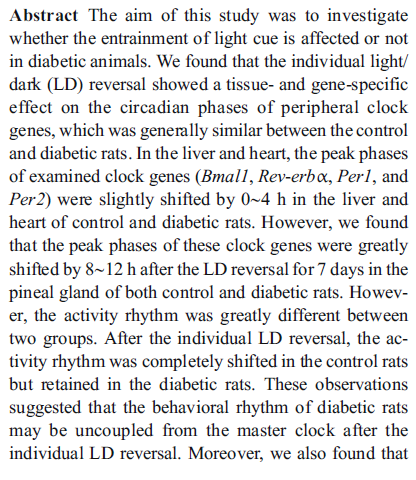 Abstract The aim of this study was to investigate
whether the entrainment of light cue is affected or not
in diabetic animals. We found that the individual light/
dark (LD) reversal showed a tissue- and gene-specific
effect on the circadian phases of peripheral clock
genes, which was generally similar between the control
and diabetic rats. In the liver and heart, the peak phases
of examined clock genes (Bmal1, Rev-erbα, Per1, and
Per2) were slightly shifted by 0~4 h in the liver and
heart of control and diabetic rats. However, we found
that the peak phases of these clock genes were greatly
shifted by 8~12 h after the LD reversal for 7 days in the
pineal gland of both control and diabetic rats. Howev-
er, the activity rhythm was greatly different between
two groups. After the individual LD reversal, the ac-
tivity rhythm was completely shifted in the control rats
but retained in the diabetic rats. These observations
suggested that the behavioral rhythm of diabetic rats
may be uncoupled from the master clock after the
individual LD reversal. Moreover, we also found that